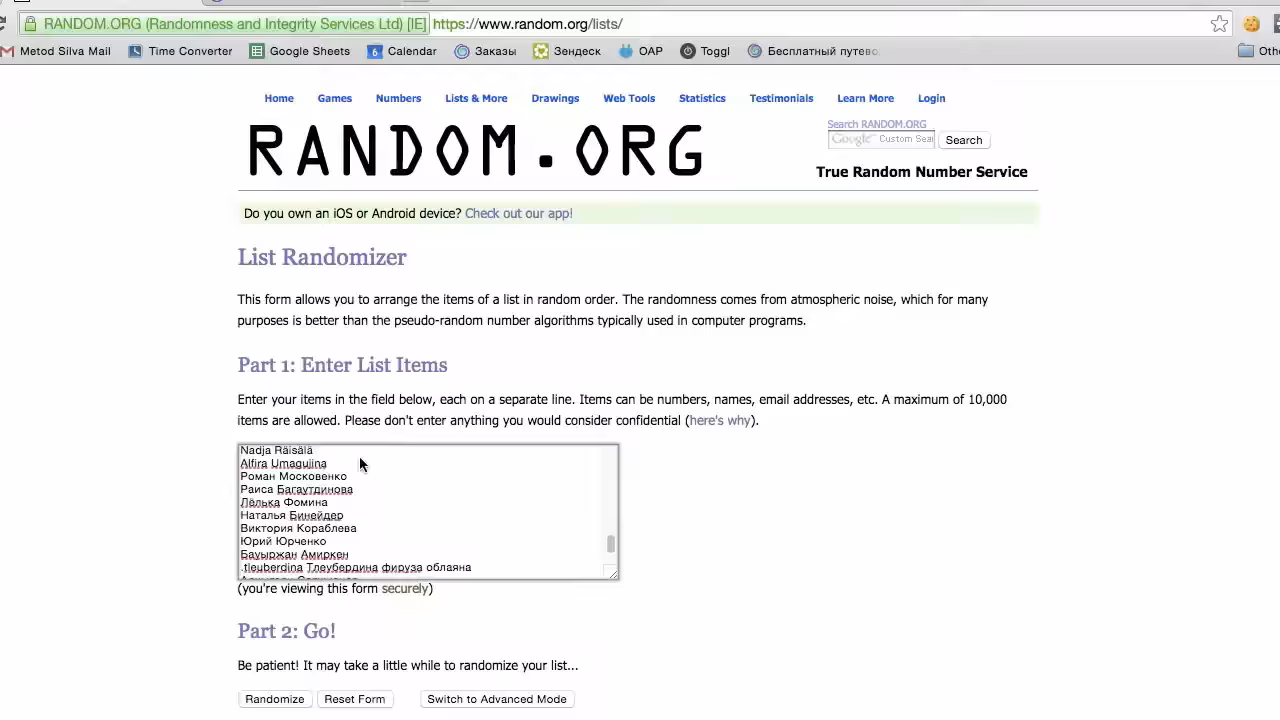 RANDOM.ORG (Randomness and Integrity Services Ltd) [IE] https://www.random.org/lists/
Metod Silva Mail Time Converter Google Sheets 6 Calendar Заказы Зендеск OAP Toggl Бесплатный путево
Home Games Numbers Lists & More Drawings Web Tools Statistics Testimonials Learn More Login
Search RANDOM.ORG
RANDOM.ORG
Google Custom Sear Search
True Random Number Service
Do you own an iOS or Android device? Check out our app!
List Randomizer
This form allows you to arrange the items of a list in random order. The randomness comes from atmospheric noise, which for many
purposes is better than the pseudo-random number algorithms typically used in computer programs.
Part 1: Enter List Items
Enter your items in the field below, each on a separate line. Items can be numbers, names, email addresses, etc. A maximum of 10,000
items are allowed. Please don't enter anything you would consider confidential (here's why).
Nadja Räisälä
Alfira Umagujina
Роман Московенко
Раиса Багаутдинова
Лёлька Фомина
Наталья Бинейдер
Виктория Кораблева
Юрий Юрченко
Бауыржан Амиркен
.tleuberdina Тлеубердина фируза облаяна
(you're viewing this form securely)
Part 2: Go!
Be patient! It may take a little while to randomize your list...
Randomize Reset Form Switch to Advanced Mode